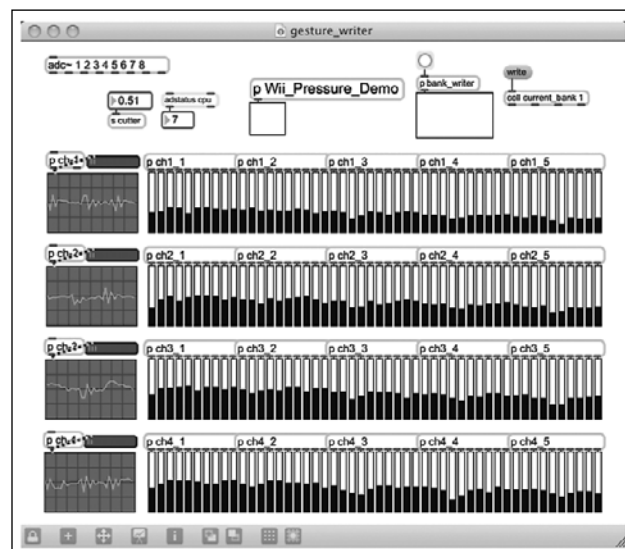 gesture_writer
adc~ 1 2 3 4 5 6 7 8
0.51
s cutter
adstatus cpu
7
p Wii_Pressure_Demo
p bank_writer
write
coll current_bank 1
p ch1_1 p ch1_2 p ch1_3 p ch1_4 p ch1_5
p ch2_1 p ch2_2 p ch2_3 p ch2_4 p ch2_5
p ch3_1 p ch3_2 p ch3_3 p ch3_4 p ch3_5
p ch4_1 p ch4_2 p ch4_3 p ch4_4 p ch4_5